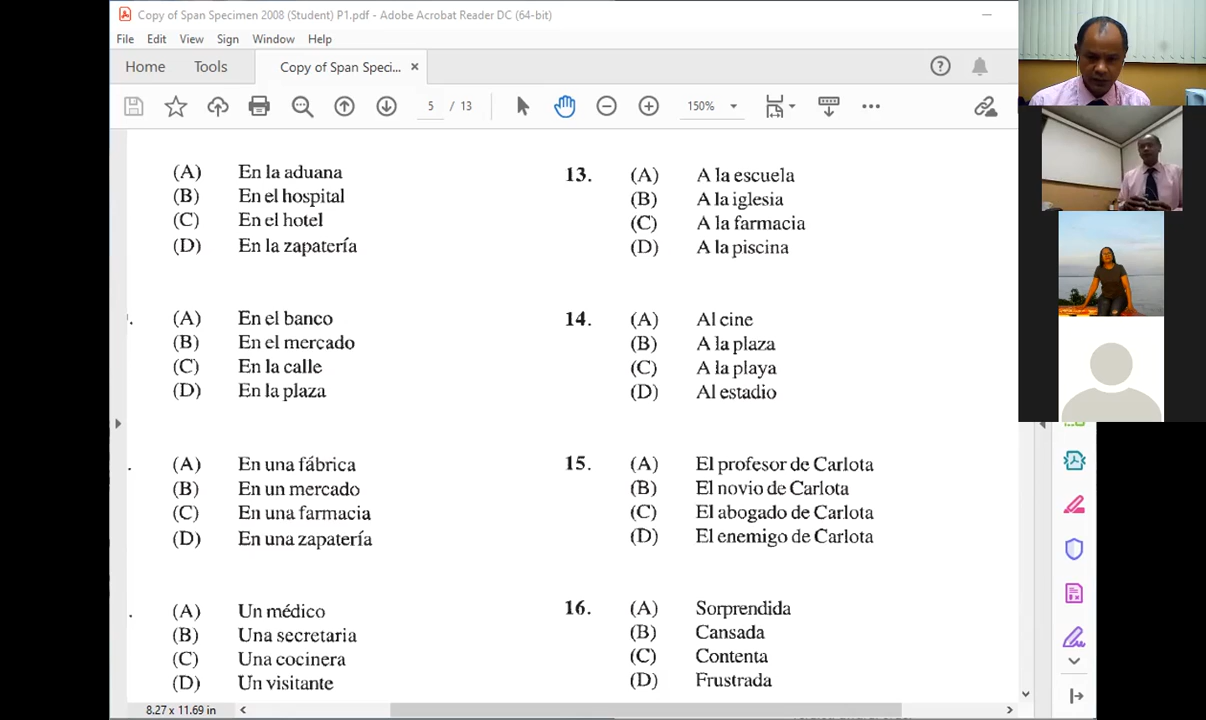 Copy of Span Specimen 2008 (Student) P1.pdf - Adobe Acrobat Reader DC (64-bit)
File Edit View Sign Window Help
Home Tools Copy of Span Speci... ×
5 / 13 150%
(A) En la aduana
(B) En el hospital
(C) En el hotel
(D) En la zapatería
(A) En el banco
(B) En el mercado
(C) En la calle
(D) En la plaza
(A) En una fábrica
(B) En un mercado
(C) En una farmacia
(D) En una zapatería
(A) Un médico
(B) Una secretaria
(C) Una cocinera
(D) Un visitante
13. (A) A la escuela
(B) A la iglesia
(C) A la farmacia
(D) A la piscina
14. (A) Al cine
(B) A la plaza
(C) A la playa
(D) Al estadio
15. (A) El profesor de Carlota
(B) El novio de Carlota
(C) El abogado de Carlota
(D) El enemigo de Carlota
16. (A) Sorprendida
(B) Cansada
(C) Contenta
(D) Frustrada
8.27 x 11.69 in